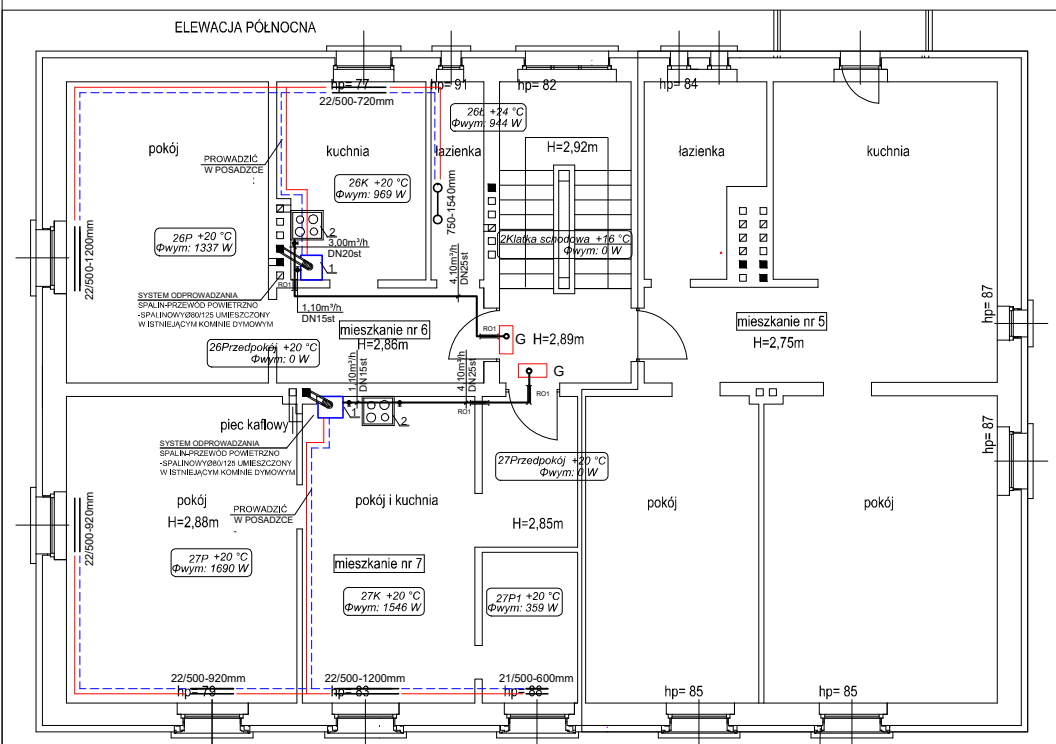 ELEWACJA PÓŁNOCNA
hp= 77
hp= 91
hp= 82
hp= 84
22/500-720mm
26Ł +24 °C
Φwym: 944 W
pokój
kuchnia
łazienka
H=2,92m
łazienka
kuchnia
PROWADZIĆ
W POSADZCE
26K +20 °C
Φwym: 969 W
750-1540mm
26P +20 °C
Φwym: 1337 W
2
3,00m³/h
DN20st
2Klatka schodowa +16 °C
Φwym: 0 W
22/500-1200mm
1
4,10m³/h
DN25st
RO1
SYSTEM ODPROWADZANIA
SPALIN-PRZEWÓD POWIETRZNO
-SPALINOWYØ80/125 UMIESZCZONY
W ISTNIEJĄCYM KOMINIE DYMOWYM
1,10m³/h
DN15st
mieszkanie nr 6
H=2,86m
RO1
G
H=2,89m
mieszkanie nr 5
H=2,75m
hp= 87
26Przedpokój +20 °C
Φwym: 0 W
1,10m³/h
DN15st
4,10m³/h
DN25st
G
RO1
RO1
1
2
piec kaflowy
SYSTEM ODPROWADZANIA
SPALIN-PRZEWÓD POWIETRZNO
-SPALINOWYØ80/125 UMIESZCZONY
W ISTNIEJĄCYM KOMINIE DYMOWYM
hp= 87
27Przedpokój +20 °C
Φwym: 0 W
pokój
H=2,88m
PROWADZIĆ
W POSADZCE
pokój i kuchnia
H=2,85m
pokój
pokój
22/500-920mm
27P +20 °C
Φwym: 1690 W
mieszkanie nr 7
27K +20 °C
Φwym: 1546 W
27P1 +20 °C
Φwym: 359 W
22/500-920mm
hp= 79
22/500-1200mm
hp= 83
21/500-600mm
hp= 88
hp= 85
hp= 85